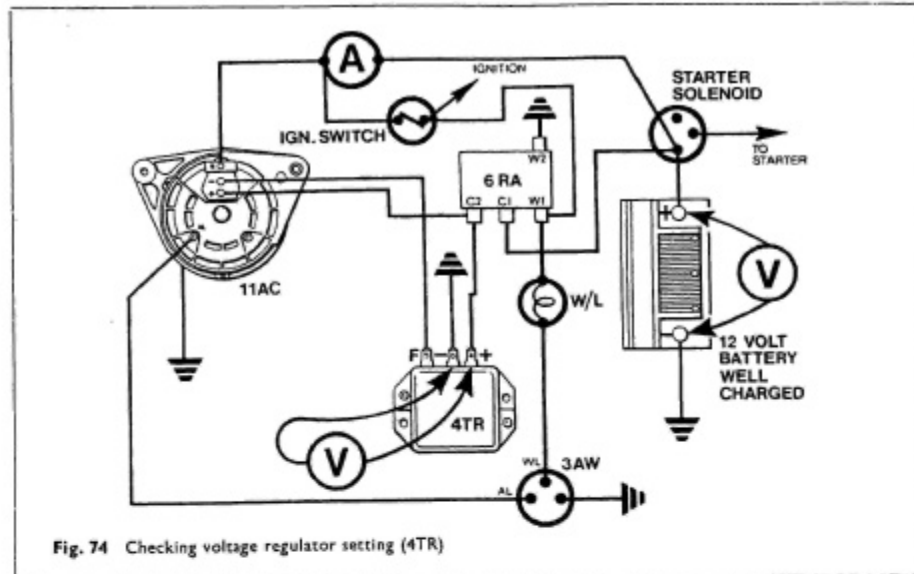 A
IGNITION
STARTER
SOLENOID
IGN. SWITCH
W2
TO
STARTER
6 RA
C2 C1 W1
+
V
11AC
W/L
12 VOLT
BATTERY
WELL
CHARGED
F - +
4TR
V
WL
3AW
AL
Fig. 74 Checking voltage regulator setting (4TR)